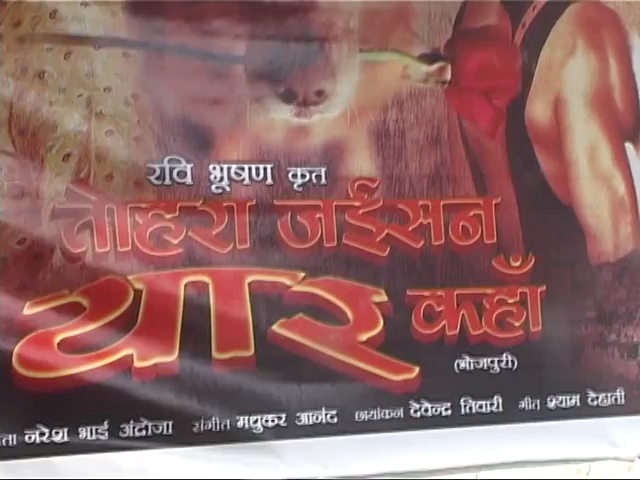 रवि भूषण कृत
तोहरा जईसन
यार कहाँ
(भोजपुरी)
नरेश भाई अंद्रोजा संगीत मधुकर आनंद छायांकन देवेन्द्र तिवारी गीत श्याम देहाती